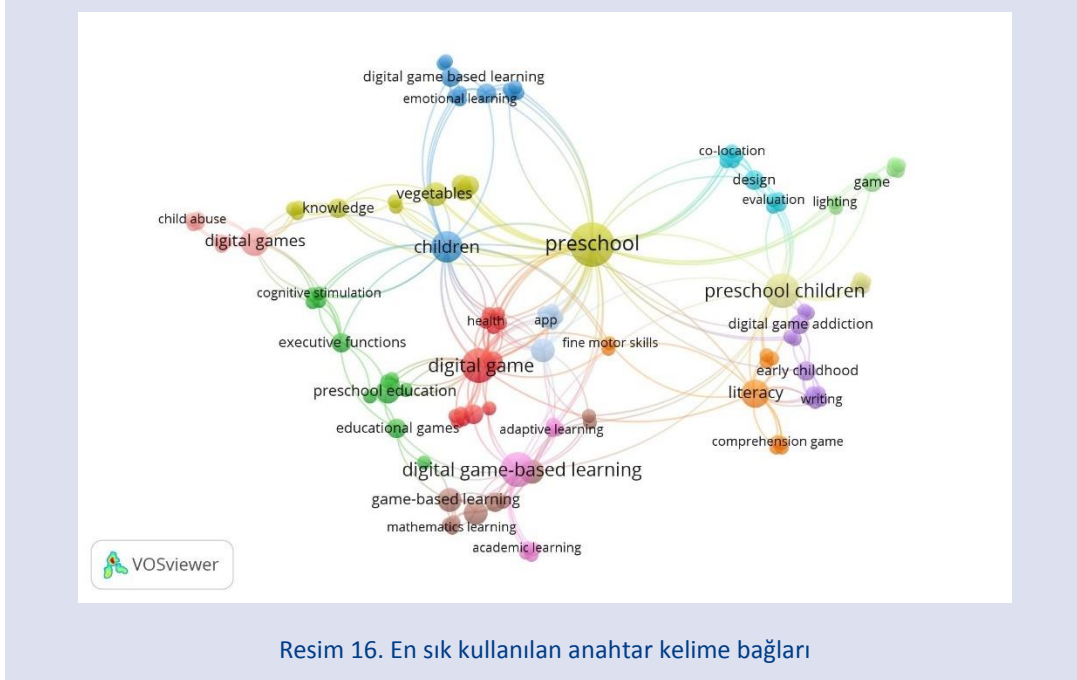 digital game based learning
emotional learning
co-location
design
game
evaluation
lighting
vegetables
knowledge
child abuse
digital games
children
preschool
cognitive stimulation
preschool children
health
app
digital game addiction
executive functions
fine motor skills
digital game
early childhood
preschool education
literacy
writing
educational games
adaptive learning
comprehension game
digital game-based learning
game-based learning
mathematics learning
academic learning
VOSviewer
Resim 16. En sık kullanılan anahtar kelime bağları